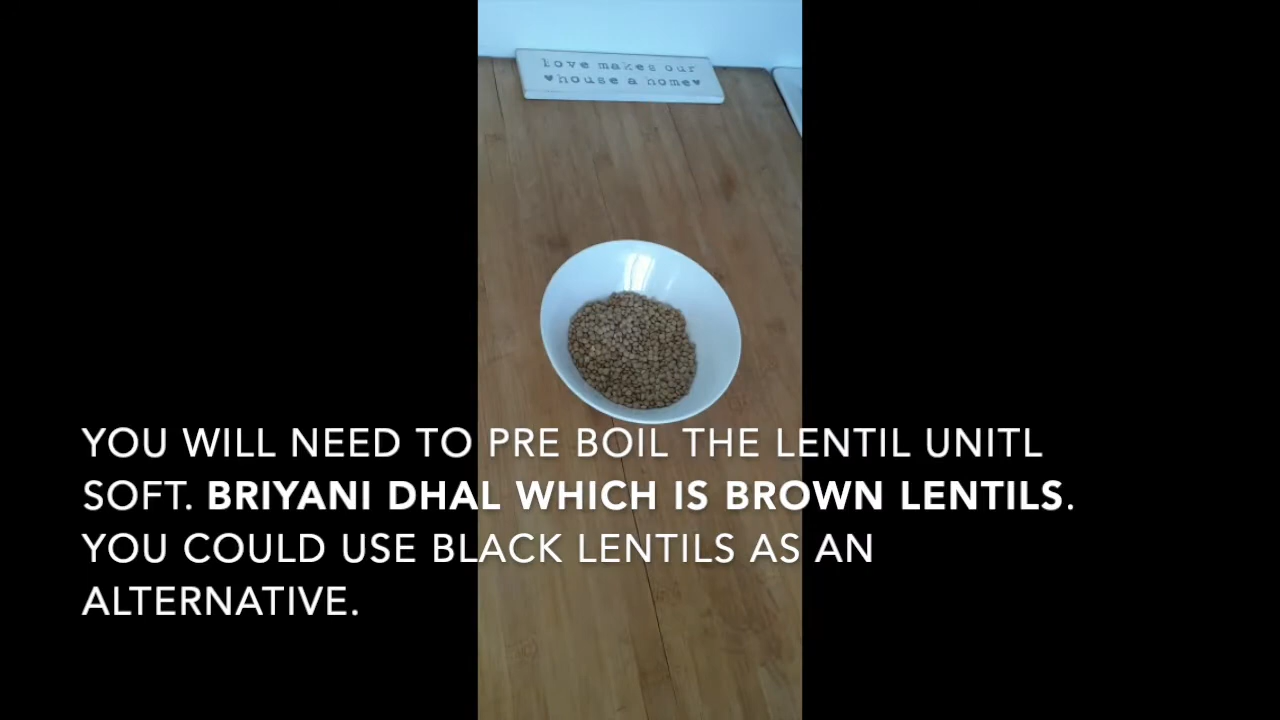 love makes our
♥house a home♥
YOU WILL NEED TO PRE BOIL THE LENTIL UNITL
SOFT. BRIYANI DHAL WHICH IS BROWN LENTILS.
YOU COULD USE BLACK LENTILS AS AN
ALTERNATIVE.